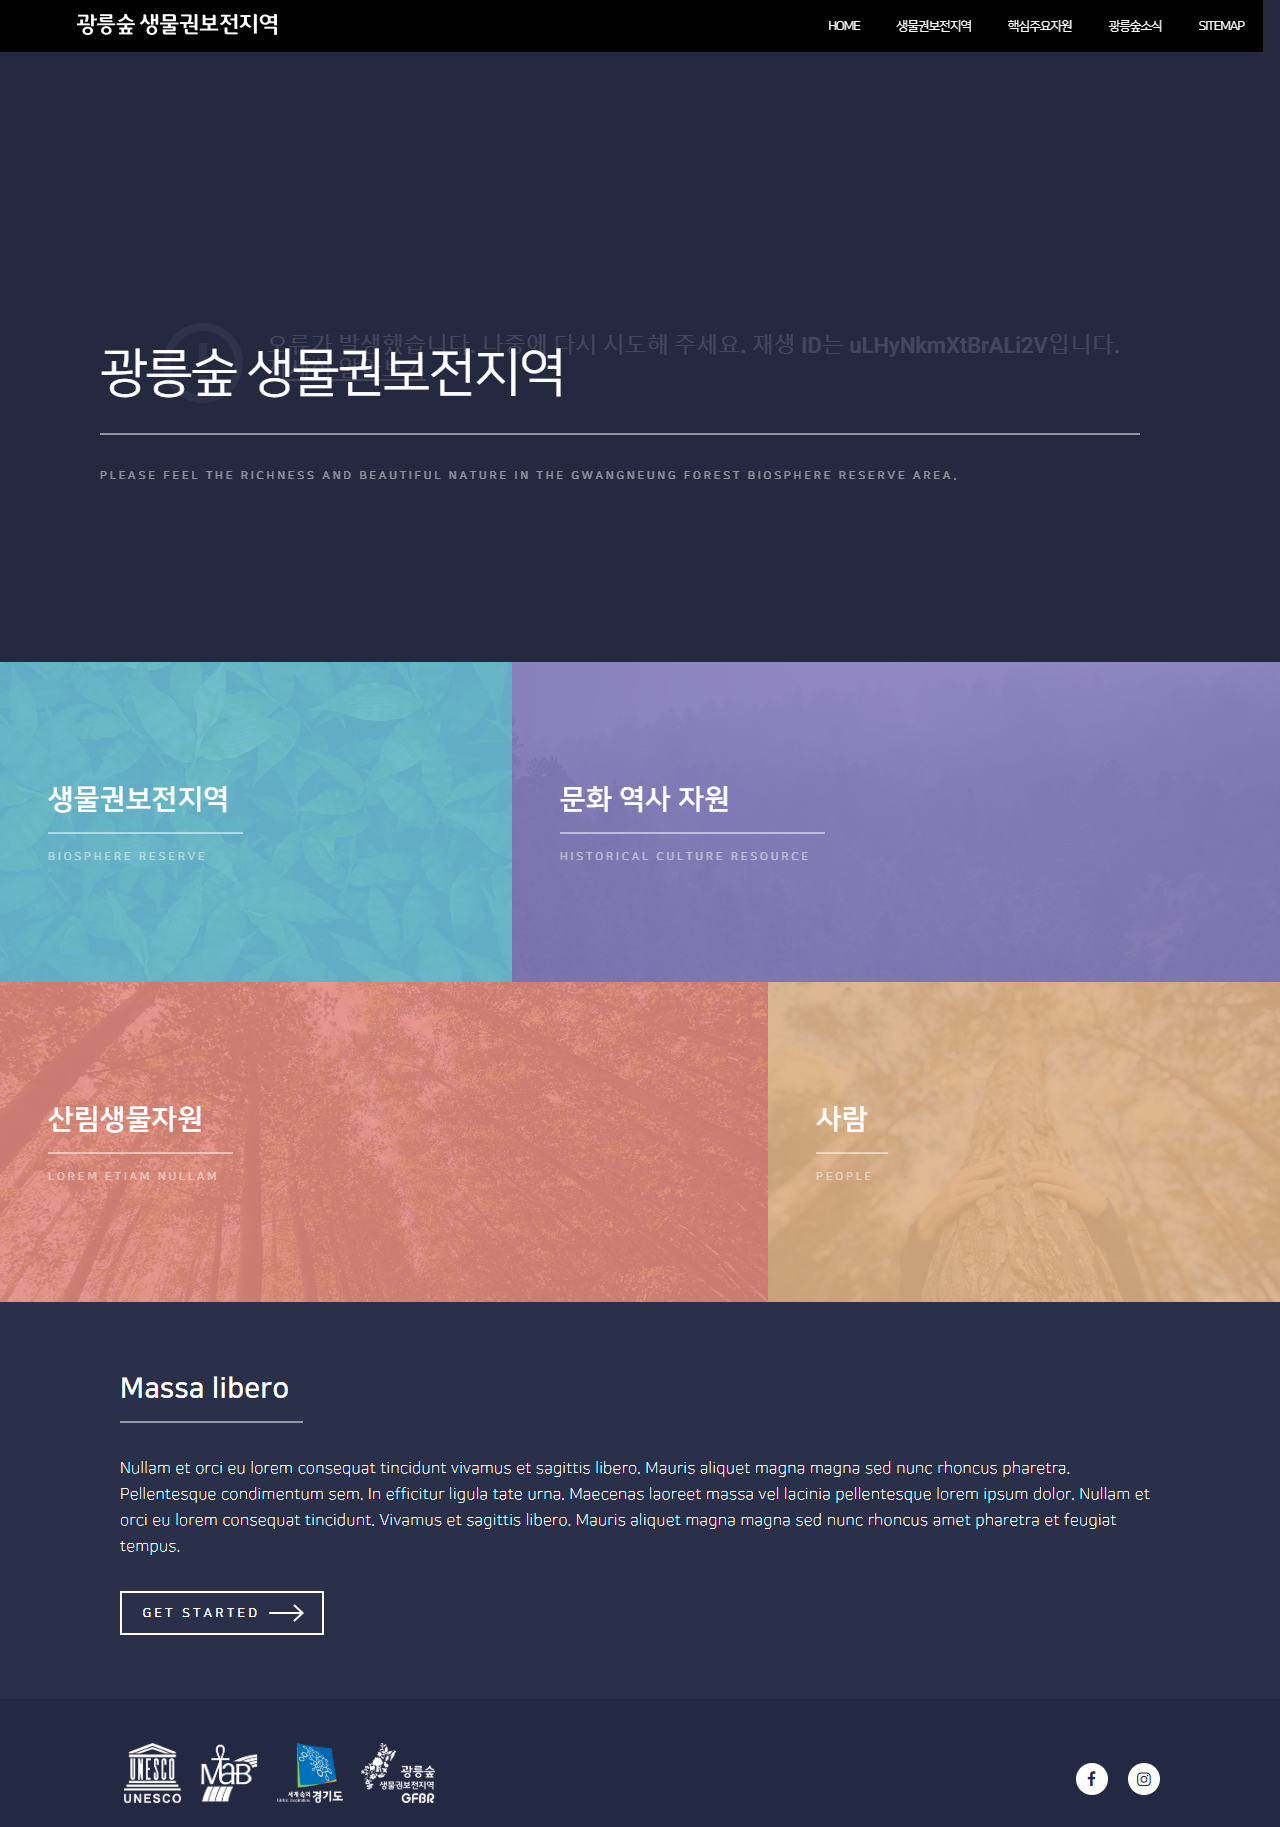 광릉숲 생물권보전지역
HOME 생물권보전지역 핵심주요자원 광릉숲소식 SITEMAP
오류가 발생했습니다. 나중에 다시 시도해 주세요. 재생 ID는 uLHyNkmXtBrALi2V입니다.
광릉숲 생물권보전지역
PLEASE FEEL THE RICHNESS AND BEAUTIFUL NATURE IN THE GWANGNEUNG FOREST BIOSPHERE RESERVE AREA.
생물권보전지역
BIOSPHERE RESERVE
문화 역사 자원
HISTORICAL CULTURE RESOURCE
산림생물자원
LOREM ETIAM NULLAM
사람
PEOPLE
Massa libero
Nullam et orci eu lorem consequat tincidunt vivamus et sagittis libero. Mauris aliquet magna magna sed nunc rhoncus pharetra.
Pellentesque condimentum sem. In efficitur ligula tate urna. Maecenas laoreet massa vel lacinia pellentesque lorem ipsum dolor. Nullam et
orci eu lorem consequat tincidunt. Vivamus et sagittis libero. Mauris aliquet magna magna sed nunc rhoncus amet pharetra et feugiat
tempus.
GET STARTED
UNESCO
UNESCO
MaB
세계속의 경기도
광릉숲
생물권보전지역
GFBR